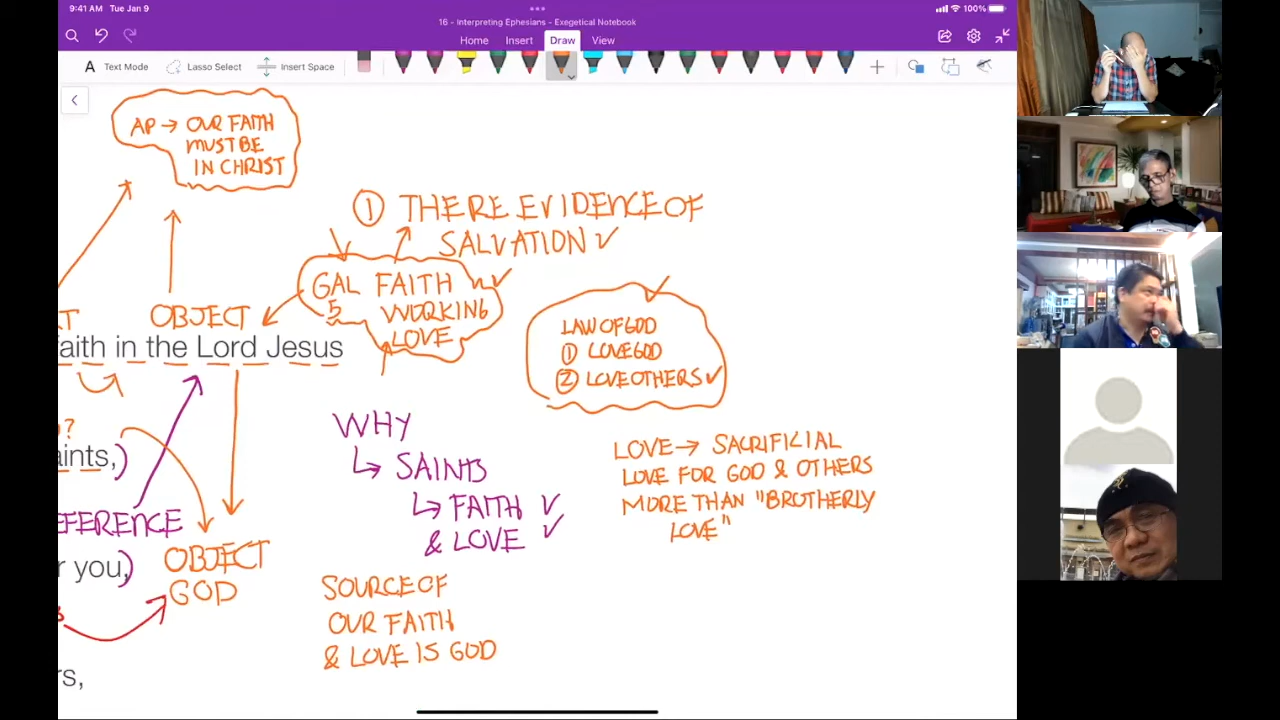 9:41 AM Tue Jan 9
100%
16 - Interpreting Ephesians - Exegetical Notebook
Home Insert Draw View
A Text Mode Lasso Select Insert Space
AP → OUR FAITH
MUST BE
IN CHRIST
① THERE EVIDENCE OF
SALVATION ✓
GAL FAITH ✓
5 WORKING
LOVE
OBJECT
faith in the Lord Jesus
LAW OF GOD
① LOVE GOD
② LOVE OTHERS ✓
?
aints,)
WHY
↳ SAINTS
↳ FAITH ✓
& LOVE ✓
LOVE → SACRIFICIAL
LOVE FOR GOD & OTHERS
MORE THAN "BROTHERLY
LOVE"
EFERENCE
r you,)
OBJECT
GOD
SOURCE OF
OUR FAITH
& LOVE IS GOD
rs,